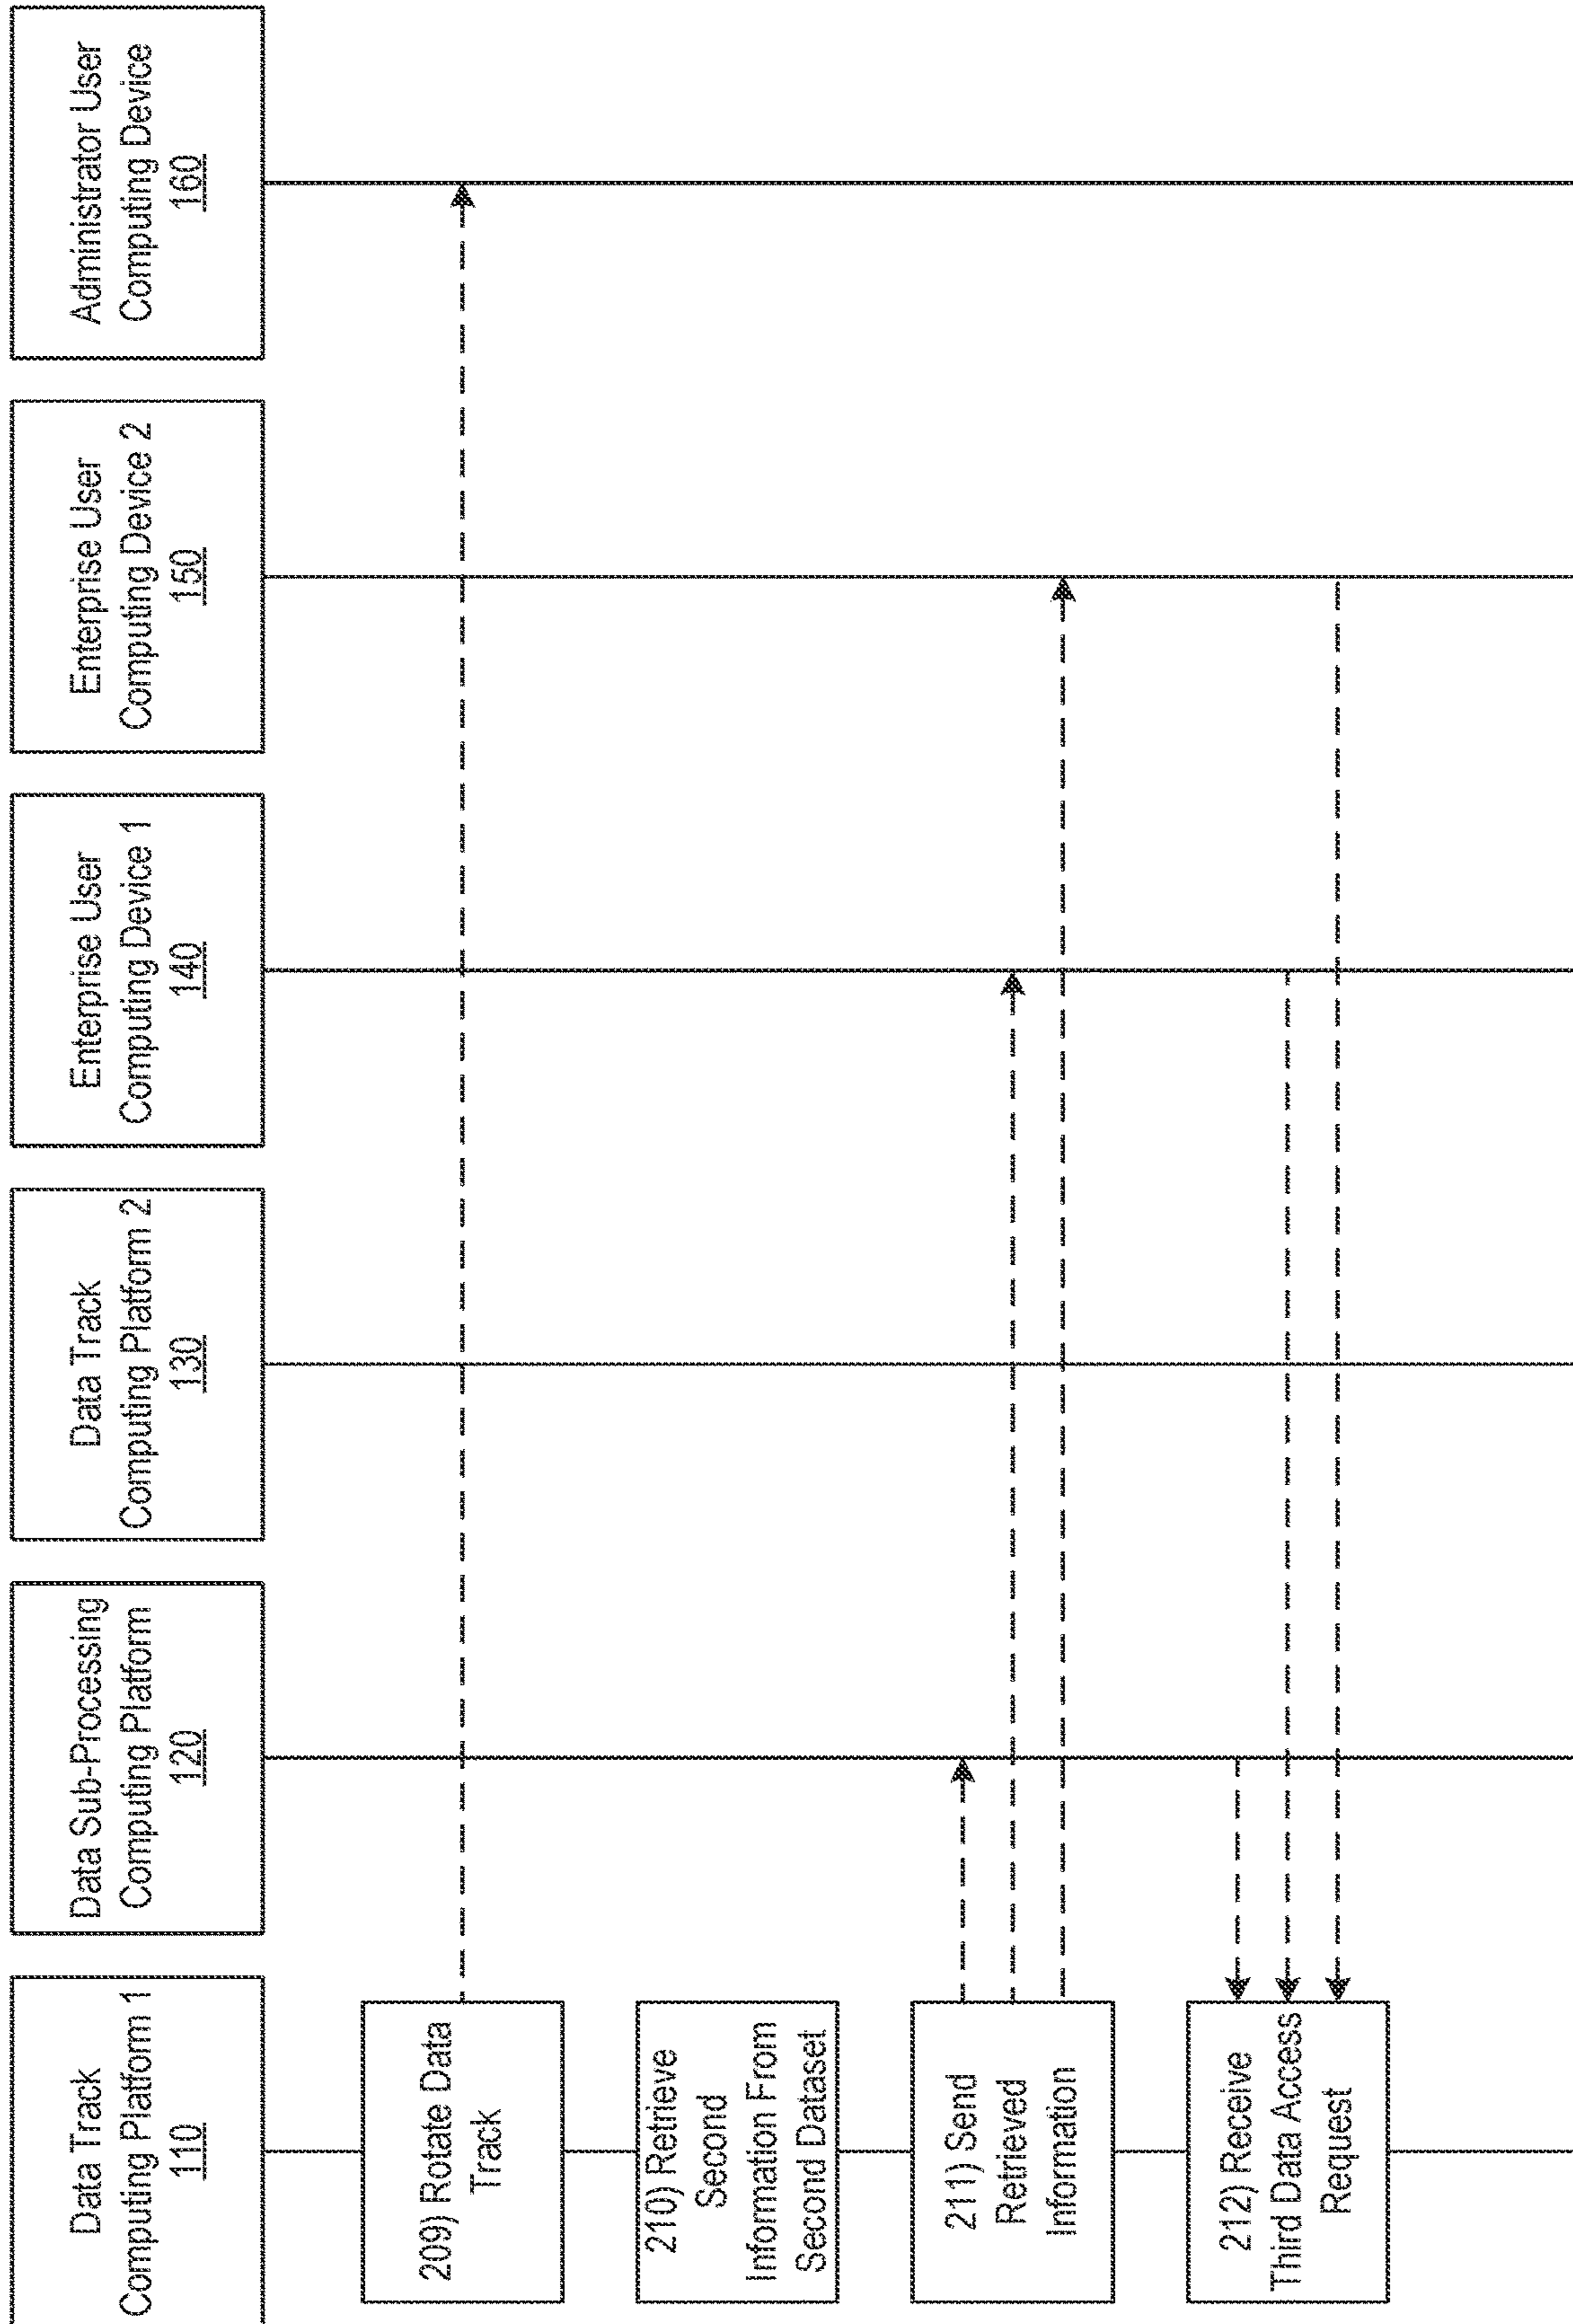 Data Track
Computing Platform 1
110
Data Sub-Processing
Computing Platform
120
Data Track
Computing Platform 2
130
Enterprise User
Computing Device 1
140
Enterprise User
Computing Device 2
150
Administrator User
Computing Device
160
209) Rotate Data
Track
210) Retrieve
Second
Information From
Second Dataset
211) Send
Retrieved
Information
212) Receive
Third Data Access
Request